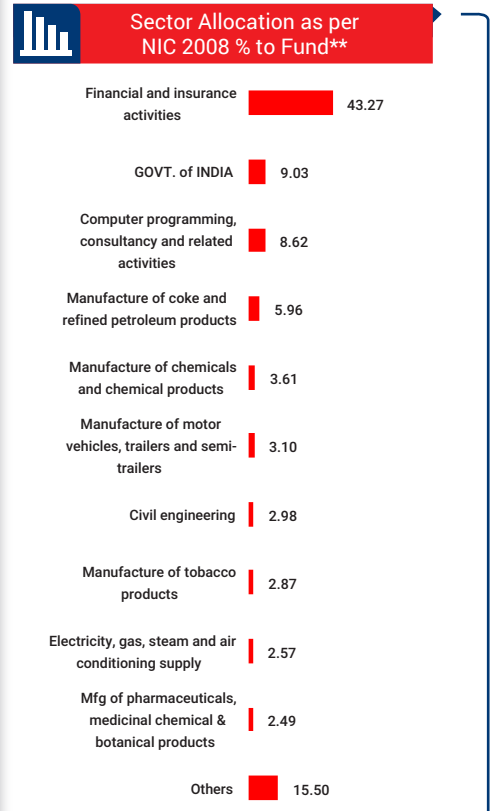 Sector Allocation as per
NIC 2008 % to Fund**
Financial and insurance
activities
43.27
GOVT. of INDIA
9.03
Computer programming,
consultancy and related
activities
8.62
Manufacture of coke and
refined petroleum products
5.96
Manufacture of chemicals
and chemical products
3.61
Manufacture of motor
vehicles, trailers and semi-
trailers
3.10
Civil engineering
2.98
Manufacture of tobacco
products
2.87
Electricity, gas, steam and air
conditioning supply
2.57
Mfg of pharmaceuticals,
medicinal chemical &
botanical products
2.49
Others
15.50